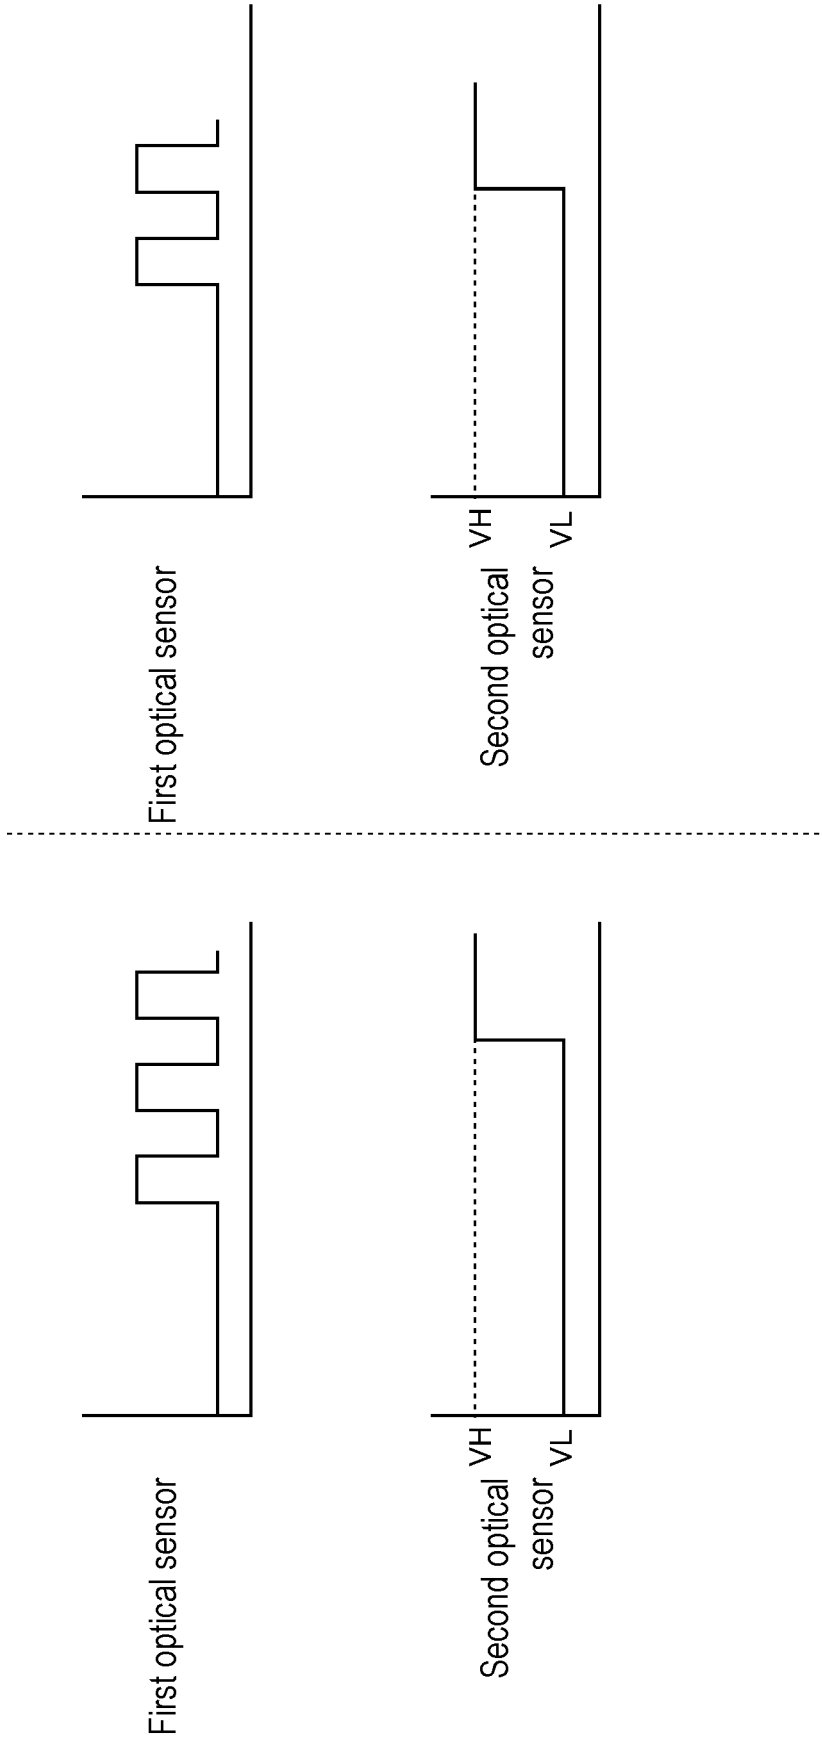 First optical sensor
VH
Second optical
sensor
VL
First optical sensor
VH
Second optical
sensor
VL